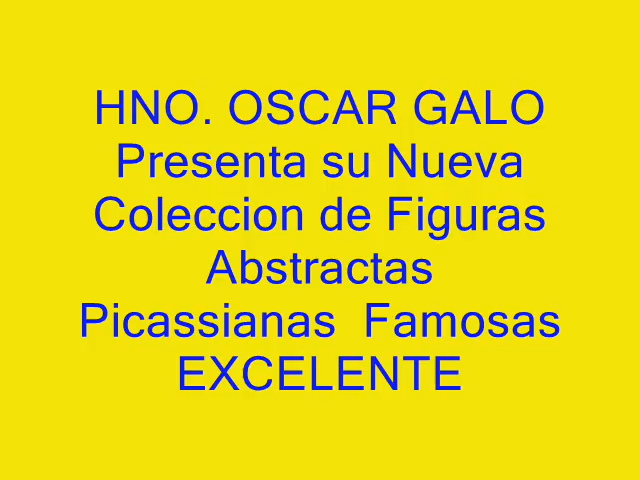 HNO. OSCAR GALO
Presenta su Nueva
Coleccion de Figuras
Abstractas
Picassianas  Famosas
EXCELENTE